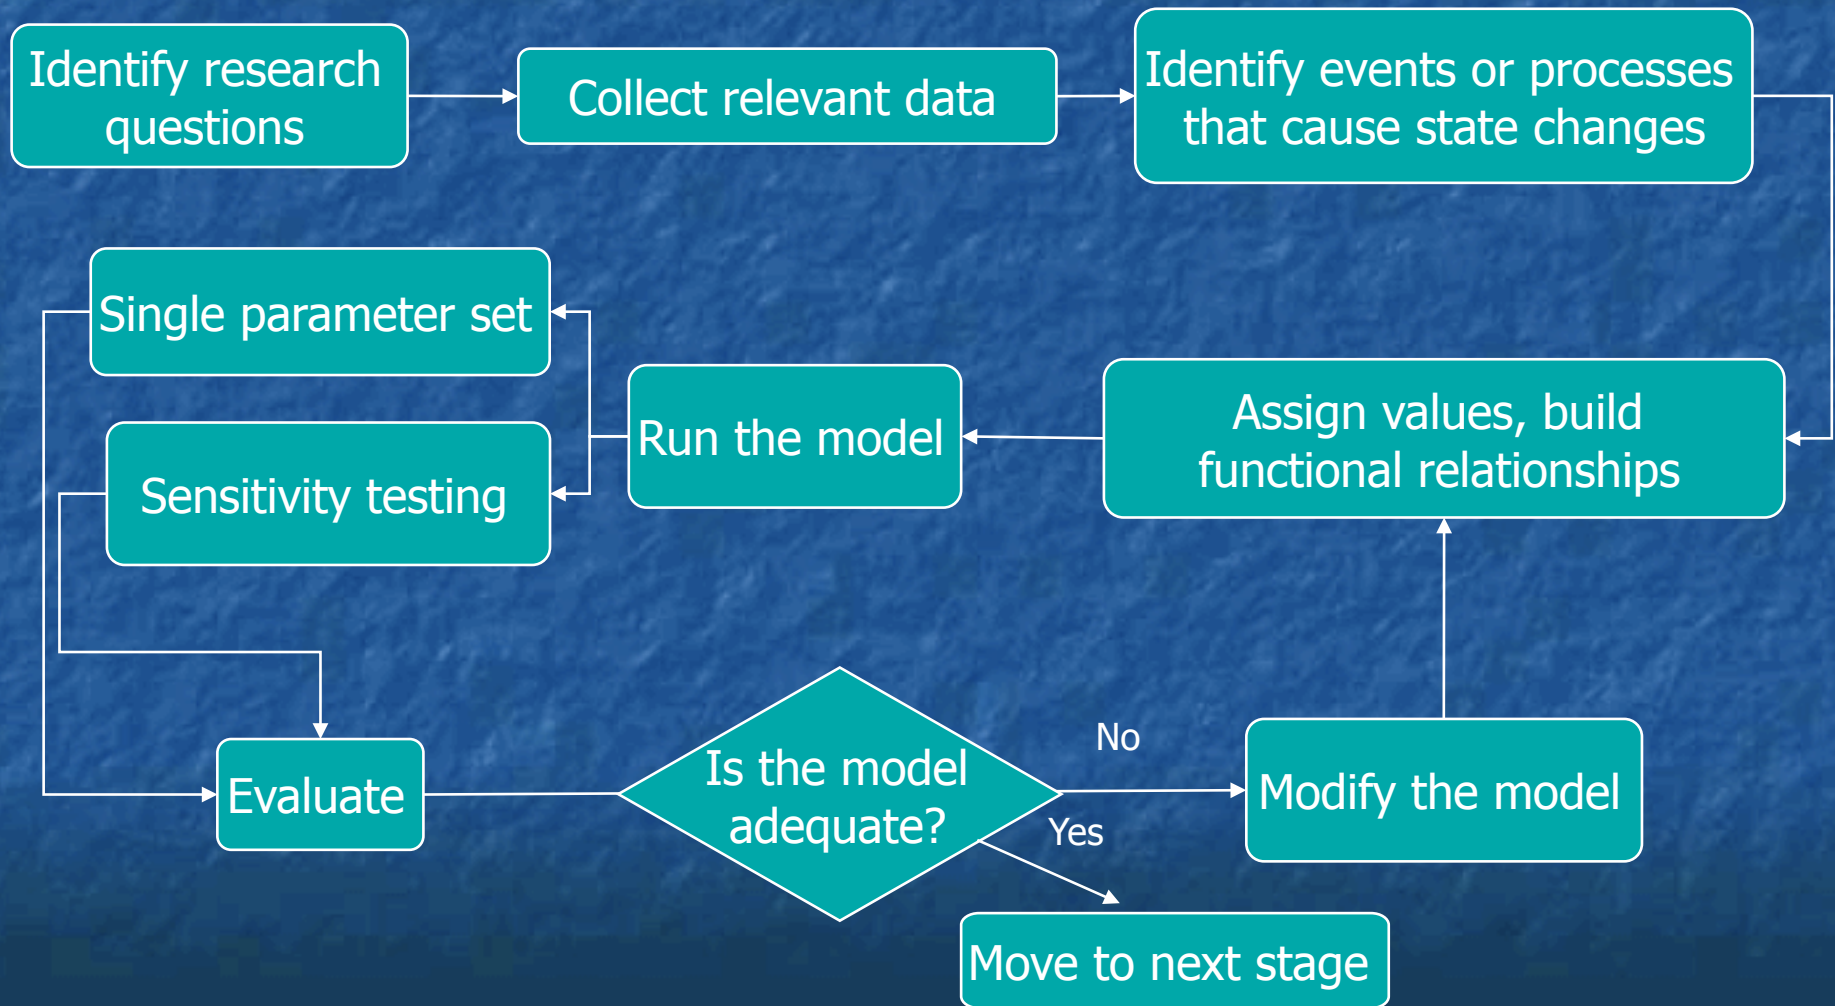 Identify research
questions
Collect relevant data
Identify events or processes
that cause state changes
Single parameter set
Assign values, build
functional relationships
Run the model
Sensitivity testing
Evaluate
Is the model
adequate?
No
Yes
Modify the model
Move to next stage